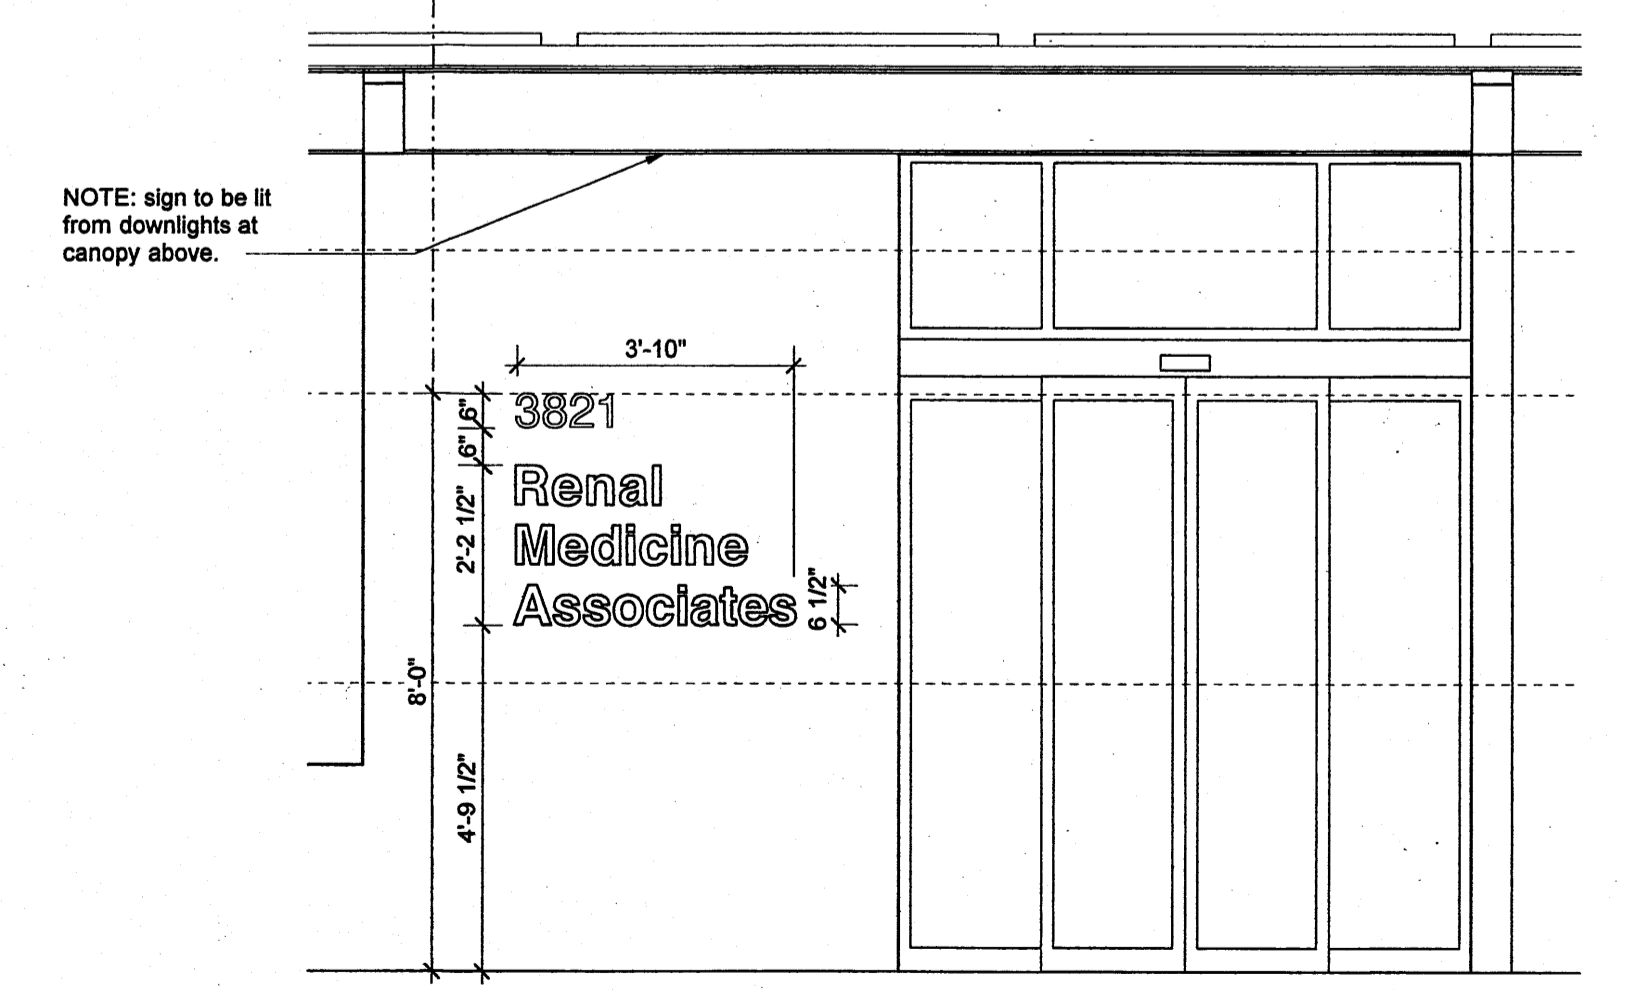 NOTE: sign to be lit
from downlights at
canopy above.
3'-10"
6"
3821
6"
Renal
2'-2 1/2"
Medicine
Associates
6 1/2"
8'-0"
4'-9 1/2"